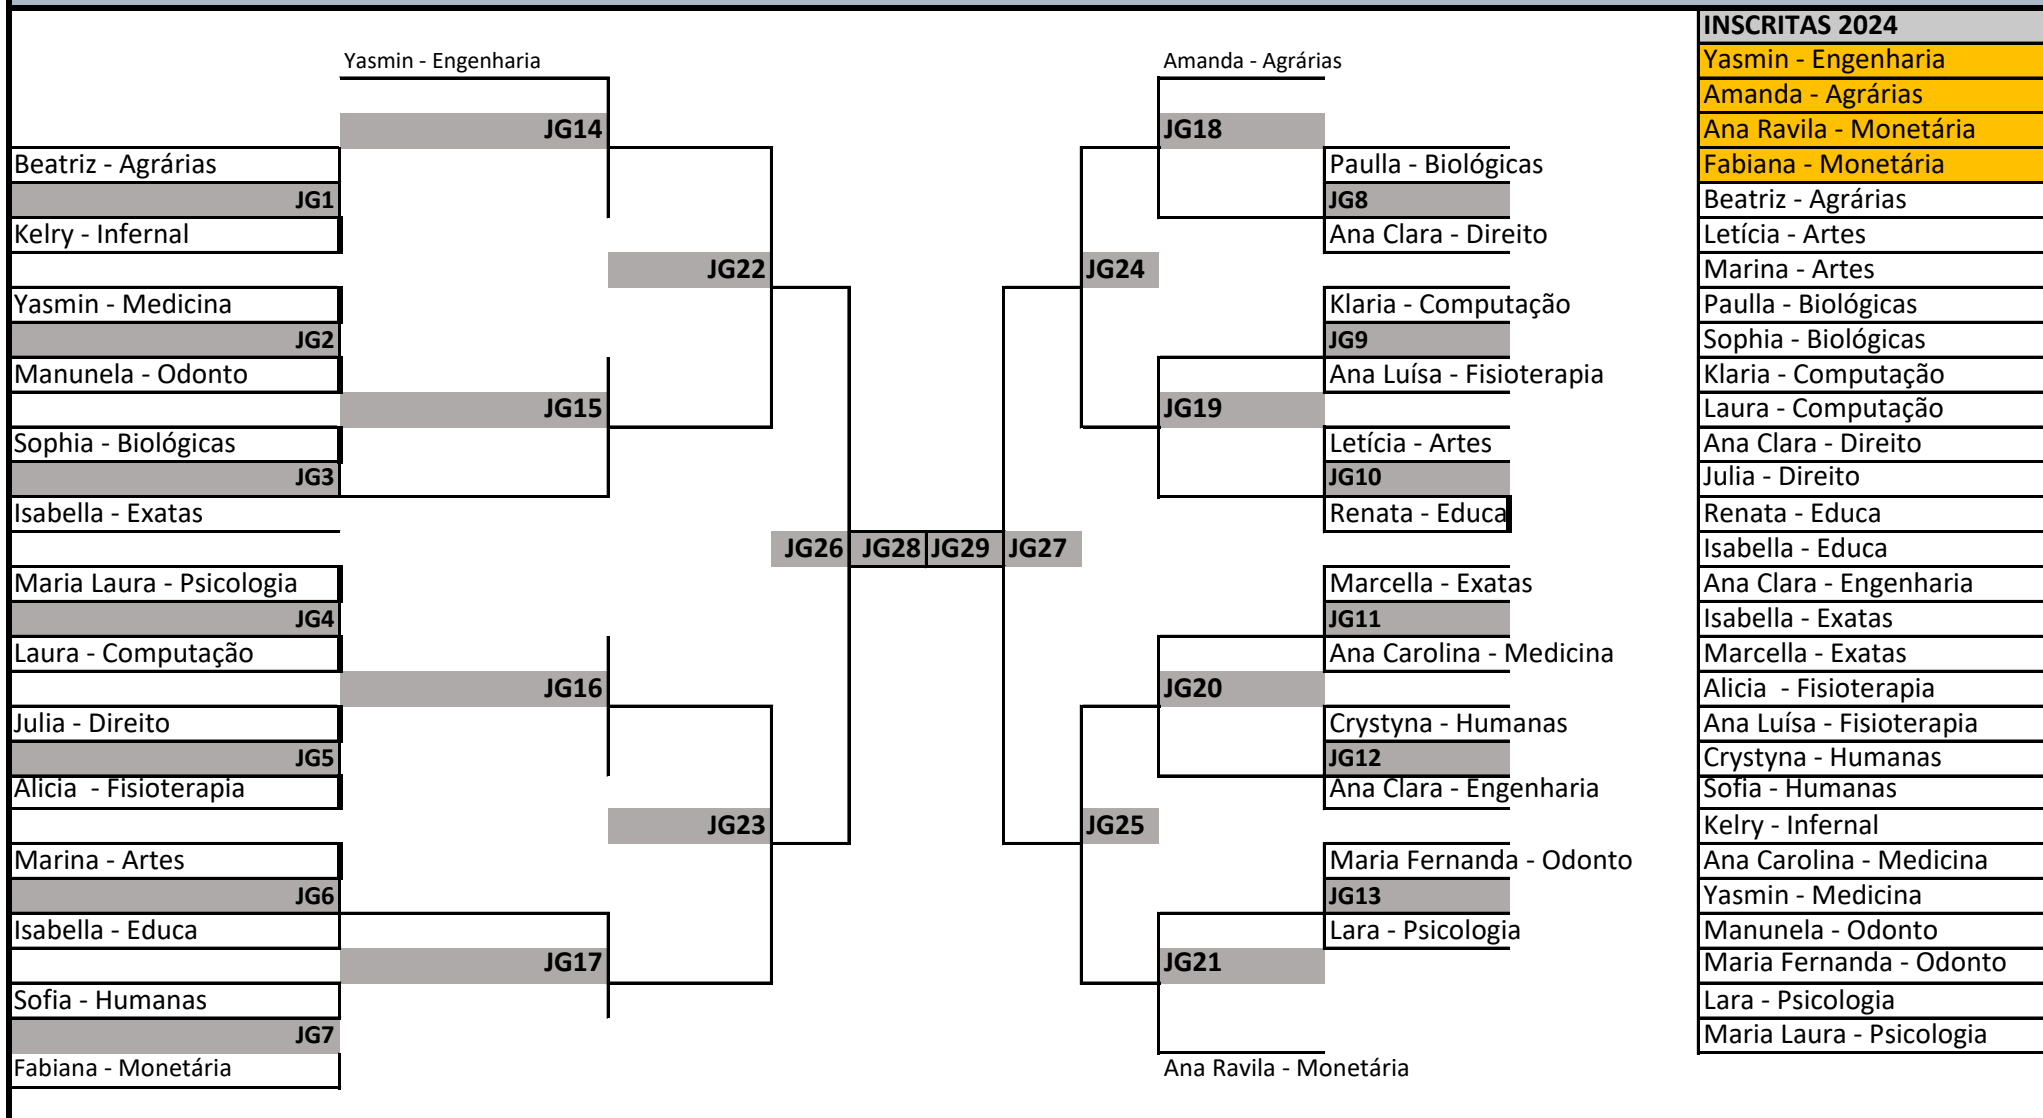 INSCRITAS 2024
Yasmin - Engenharia
Amanda - Agrárias
Yasmin - Engenharia
Amanda - Agrárias
JG14
JG18
Ana Ravila - Monetária
Beatriz - Agrárias
Paulla - Biológicas
Fabiana - Monetária
JG1
JG8
Beatriz - Agrárias
Kelry - Infernal
Ana Clara - Direito
Letícia - Artes
JG22
JG24
Marina - Artes
Yasmin - Medicina
Klaria - Computação
Paulla - Biológicas
JG2
JG9
Sophia - Biológicas
Manunela - Odonto
Ana Luísa - Fisioterapia
Klaria - Computação
JG15
JG19
Laura - Computação
Sophia - Biológicas
Letícia - Artes
Ana Clara - Direito
JG3
JG10
Julia - Direito
Isabella - Exatas
Renata - Educa
Renata - Educa
JG26
JG28
JG29
JG27
Isabella - Educa
Maria Laura - Psicologia
Marcella - Exatas
Ana Clara - Engenharia
JG4
JG11
Isabella - Exatas
Laura - Computação
Ana Carolina - Medicina
Marcella - Exatas
JG16
JG20
Alicia  - Fisioterapia
Julia - Direito
Crystyna - Humanas
Ana Luísa - Fisioterapia
JG5
JG12
Crystyna - Humanas
Alicia  - Fisioterapia
Ana Clara - Engenharia
Sofia - Humanas
JG23
JG25
Kelry - Infernal
Marina - Artes
Maria Fernanda - Odonto
Ana Carolina - Medicina
JG6
JG13
Yasmin - Medicina
Isabella - Educa
Lara - Psicologia
Manunela - Odonto
JG17
JG21
Maria Fernanda - Odonto
Sofia - Humanas
Lara - Psicologia
JG7
Maria Laura - Psicologia
Fabiana - Monetária
Ana Ravila - Monetária